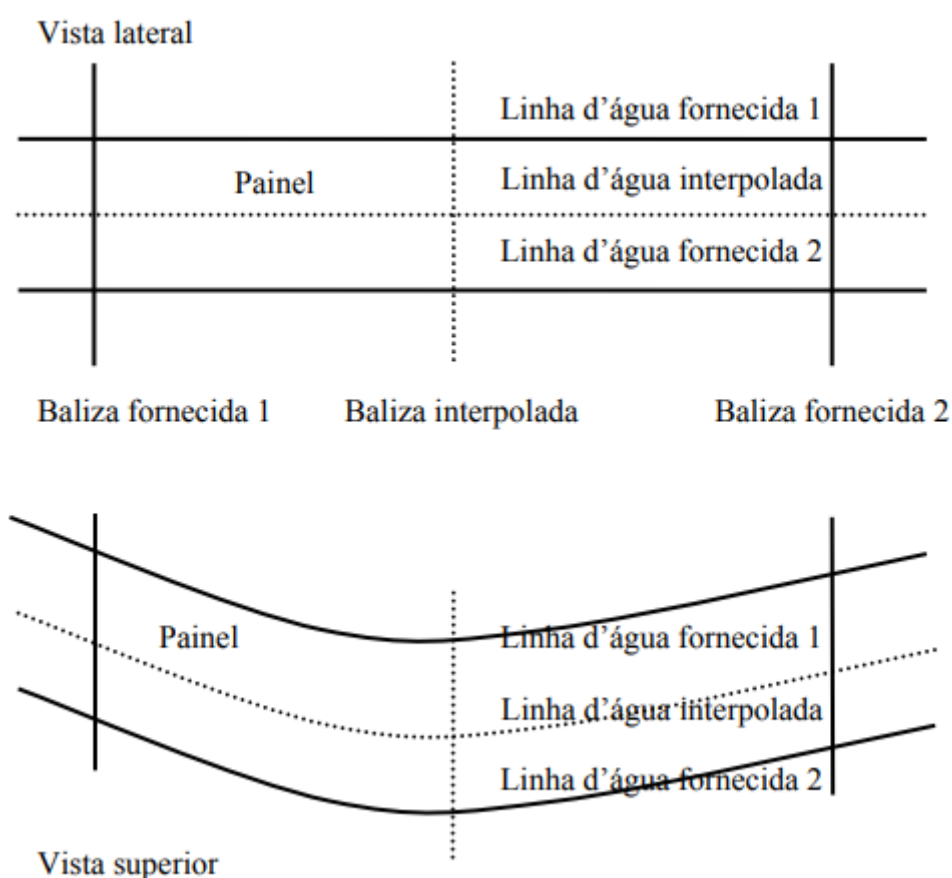 Vista lateral
Linha d’água fornecida 1
Painel
Linha d’água interpolada
Linha d’água fornecida 2
Baliza fornecida 1
Baliza interpolada
Baliza fornecida 2
Painel
Linha d’água fornecida 1
Linha d’água interpolada
Linha d’água fornecida 2
Vista superior